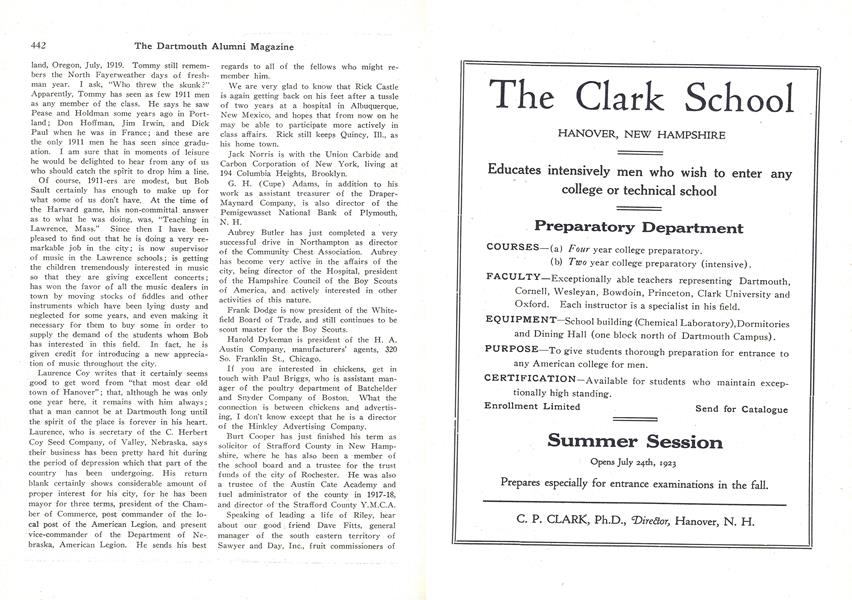 442
The Dartmouth Alumni Magazine
land, Oregon, July, 1919. Tommy still remem-
bers the North Fayerweather days of fresh-
man year. I ask, "Who threw the skunk?"
Apparently, Tommy has seen as few 1911 men
as any member of the class. He says he saw
Pease and Holdman some years ago in Port-
land; Don Hoffman, Jim Irwin, and Dick
Paul when he was in France; and these are
the only 1911 men he has seen since gradu-
ation. I am sure that in moments of leisure
he would be delighted to hear from any of us
who should catch the spirit to drop him a line.
Of course, 1911-ers are modest, but Bob
Sault certainly has enough to make up for
what some of us don't have. At the time of
the Harvard game, his non-committal answer
as to what he was doing, was, "Teaching in
Lawrence, Mass." Since then I have been
pleased to find out that he is doing a very re-
markable job in the city; is now supervisor
of music in the Lawrence schools; is getting
the children tremendously interested in music
so that they are giving excellent concerts;
has won the favor of all the music dealers in
town by moving stocks of fiddles and other
instruments which have been lying dusty and
neglected for some years, and even making it
necessary for them to buy some in order to
supply the demand of the students whom Bob
has interested in this field. In fact, he is
given credit for introducing a new apprecia-
tion of music throughout the city.
Laurence Coy writes that it certainly seems
good to get word from "that most dear old
town of Hanover"; that, although he was only
one year here, it remains with him always;
that a man cannot be at Dartmouth long until
the spirit of the place is forever in his heart.
Laurence, who is secretary of the C. Herbert
Coy Seed Company, of Valley, Nebraska, says
their business has been pretty hard hit during
the period of depression which that part of the
country has been undergoing. His return
blank certainly shows considerable amount of
proper interest for his city, for he has been
mayor for three terms, president of the Cham-
ber of Commerce, post commander of the lo-
cal post of the American Legion, and present
vice-commander of the Department of Ne-
braska, American Legion. He sends his best
regards to all of the fellows who might re-
member him.
We are very glad to know that Rick Castle
is again getting back on his feet after a tussle
of two years at a hospital in Albuquerque,
New Mexico, and hopes that from now on he
may be able to participate more actively in
class affairs. Rick still keeps Quincy, Ill., as
his home town.
Jack Norris is with the Union Carbide and
Carbon Corporation of New York, living at
194 Columbia Heights, Brooklyn.
G. H. (Cupe) Adams, in addition to his
work as assistant treasurer of the Draper-
Maynard Company, is also director of the
Pemigewasset National Bank of Plymouth,
N. H.
Aubrey Butler has just completed a very
successful drive in Northampton as director
of the Community Chest Association. Aubrey
has become very active in the affairs of the
city, being director of the Hospital, president
of the Hampshire Council of the Boy Scouts
of America, and actively interested in other
activities of this nature.
Frank Dodge is now president of the White-
field Board of Trade, and still continues to be
scout master for the Boy Scouts.
Harold Dykeman is president of the H. A.
Austin Company, manufacturers' agents, 320
So. Franklin St., Chicago.
If you are interested in chickens, get in
touch with Paul Briggs, who is assistant man-
ager of the poultry department of Batchelder
and Snyder Company of Boston. What the
connection is between chickens and advertis-
ing, I don't know except that he is a director
of the Hinkley Advertising Company.
Burt Cooper has just finished his term as
solicitor of Strafford County in New Hamp-
shire, where he has also been a member of
the school board and a trustee for the trust
funds of the city of Rochester. He was also
a trustee of the Austin Cate Academy and
fuel administrator of the county in 1917-18,
and director of the Strafford County Y.M.C.A.
Speaking of leading a life of Riley, hear
about our good friend Dave Fitts, general
manager of the south eastern territory of
Sawyer and Day, Inc., fruit commissioners of
The Clark School
HANOVER, NEW HAMPSHIRE
Educates intensively men who wish to enter any
college or technical school
Preparatory Department
COURSES—(a) Four year college preparatory.
(b) Two year college preparatory (intensive).
FACULTY—Exceptionally able teachers representing Dartmouth,
Cornell, Wesleyan, Bowdoin, Princeton, Clark University and
Oxford. Each instructor is a specialist in his field.
EQUIPMENT—School building (Chemical Laboratory), Dormitories
and Dining Hall (one block north of Dartmouth Campus).
PURPOSE—To give students thorough preparation for entrance to
any American college for men.
CERTIFICATION—Available for students who maintain excep-
tionally high standing.
Enrollment Limited Send for Catalogue
Summer Session
Opens July 24th, 1923
Prepares especially for entrance examinations in the fall.
C. P. CLARK, Ph.D., Director, Hanover, N. H.